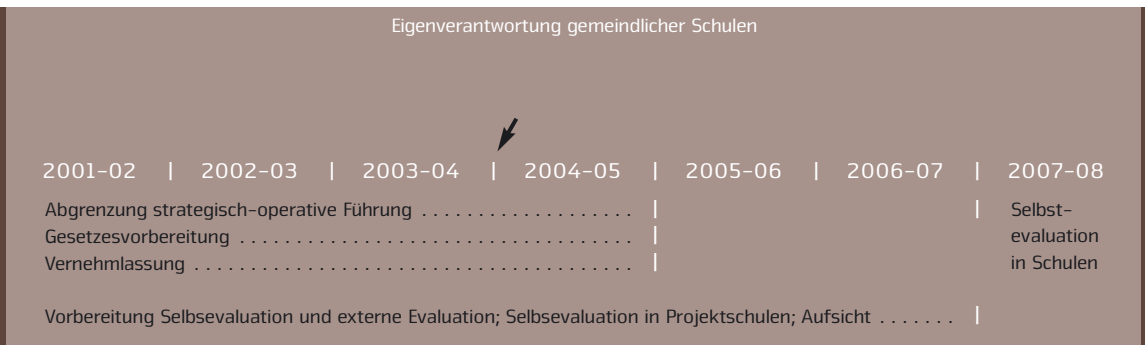 Eigenverantwortung gemeindlicher Schulen
2001-02 | 2002-03 | 2003-04 | 2004-05 | 2005-06 | 2006-07 | 2007-08
Abgrenzung strategisch-operative Führung . . . . . . . . . . . . . . . . . . . . . | | Selbst-
Gesetzesvorbereitung . . . . . . . . . . . . . . . . . . . . . . . . . . . . . . . . . . . . . . . | evaluation
Vernehmlassung . . . . . . . . . . . . . . . . . . . . . . . . . . . . . . . . . . . . . . . . . . . | in Schulen
Vorbereitung Selbsevaluation und externe Evaluation; Selbsevaluation in Projektschulen; Aufsicht . . . . . . . |